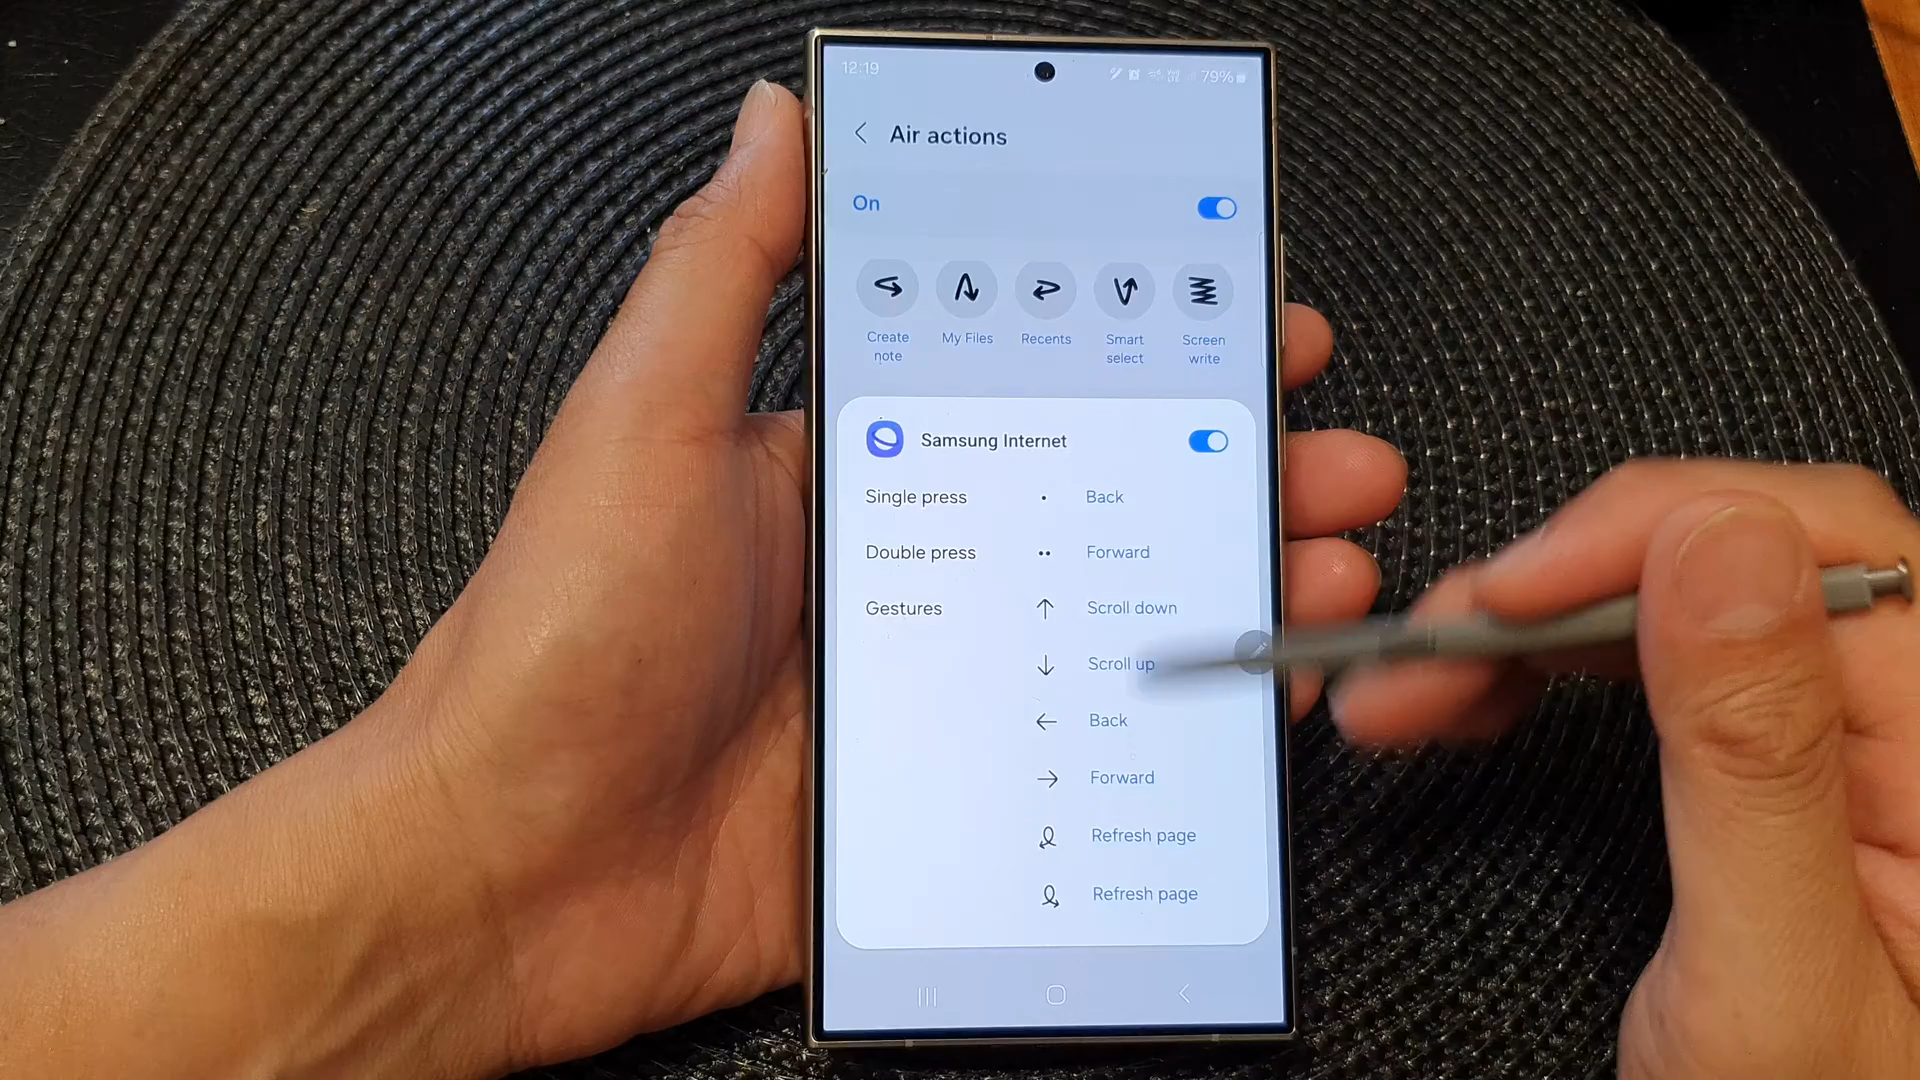 12:19
79%
Air actions
On
Create note
My Files
Recents
Smart select
Screen write
Samsung Internet
Single press Back
Double press Forward
Gestures Scroll down
Scroll up
Back
Forward
Refresh page
Refresh page